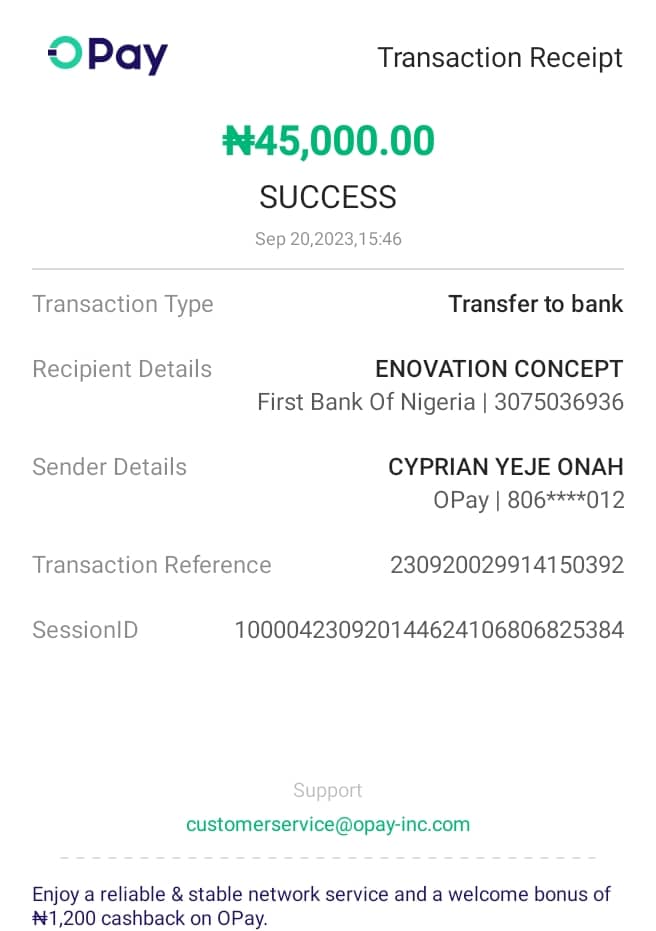 OPay
Transaction Receipt
₦45,000.00
SUCCESS
Sep 20,2023,15:46
Transaction Type Transfer to bank
Recipient Details ENOVATION CONCEPT
First Bank Of Nigeria | 3075036936
Sender Details CYPRIAN YEJE ONAH
OPay | 806****012
Transaction Reference 230920029914150392
SessionID 100004230920144624106806825384
Support
customerservice@opay-inc.com
Enjoy a reliable & stable network service and a welcome bonus of
₦1,200 cashback on OPay.